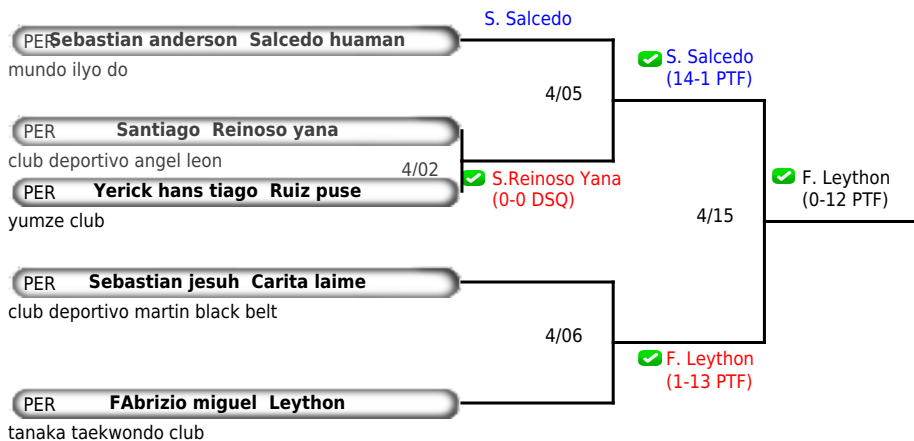 S. Salcedo
PER Sebastian anderson  Salcedo huaman
mundo ilyo do
S. Salcedo
(14-1 PTF)
4/05
PER Santiago  Reinoso yana
club deportivo angel leon
4/02
S.Reinoso Yana
(0-0 DSQ)
PER Yerick hans tiago  Ruiz puse
yumze club
F. Leython
(0-12 PTF)
4/15
PER Sebastian jesuh  Carita laime
club deportivo martin black belt
4/06
F. Leython
(1-13 PTF)
PER FAbrizio miguel  Leython
tanaka taekwondo club